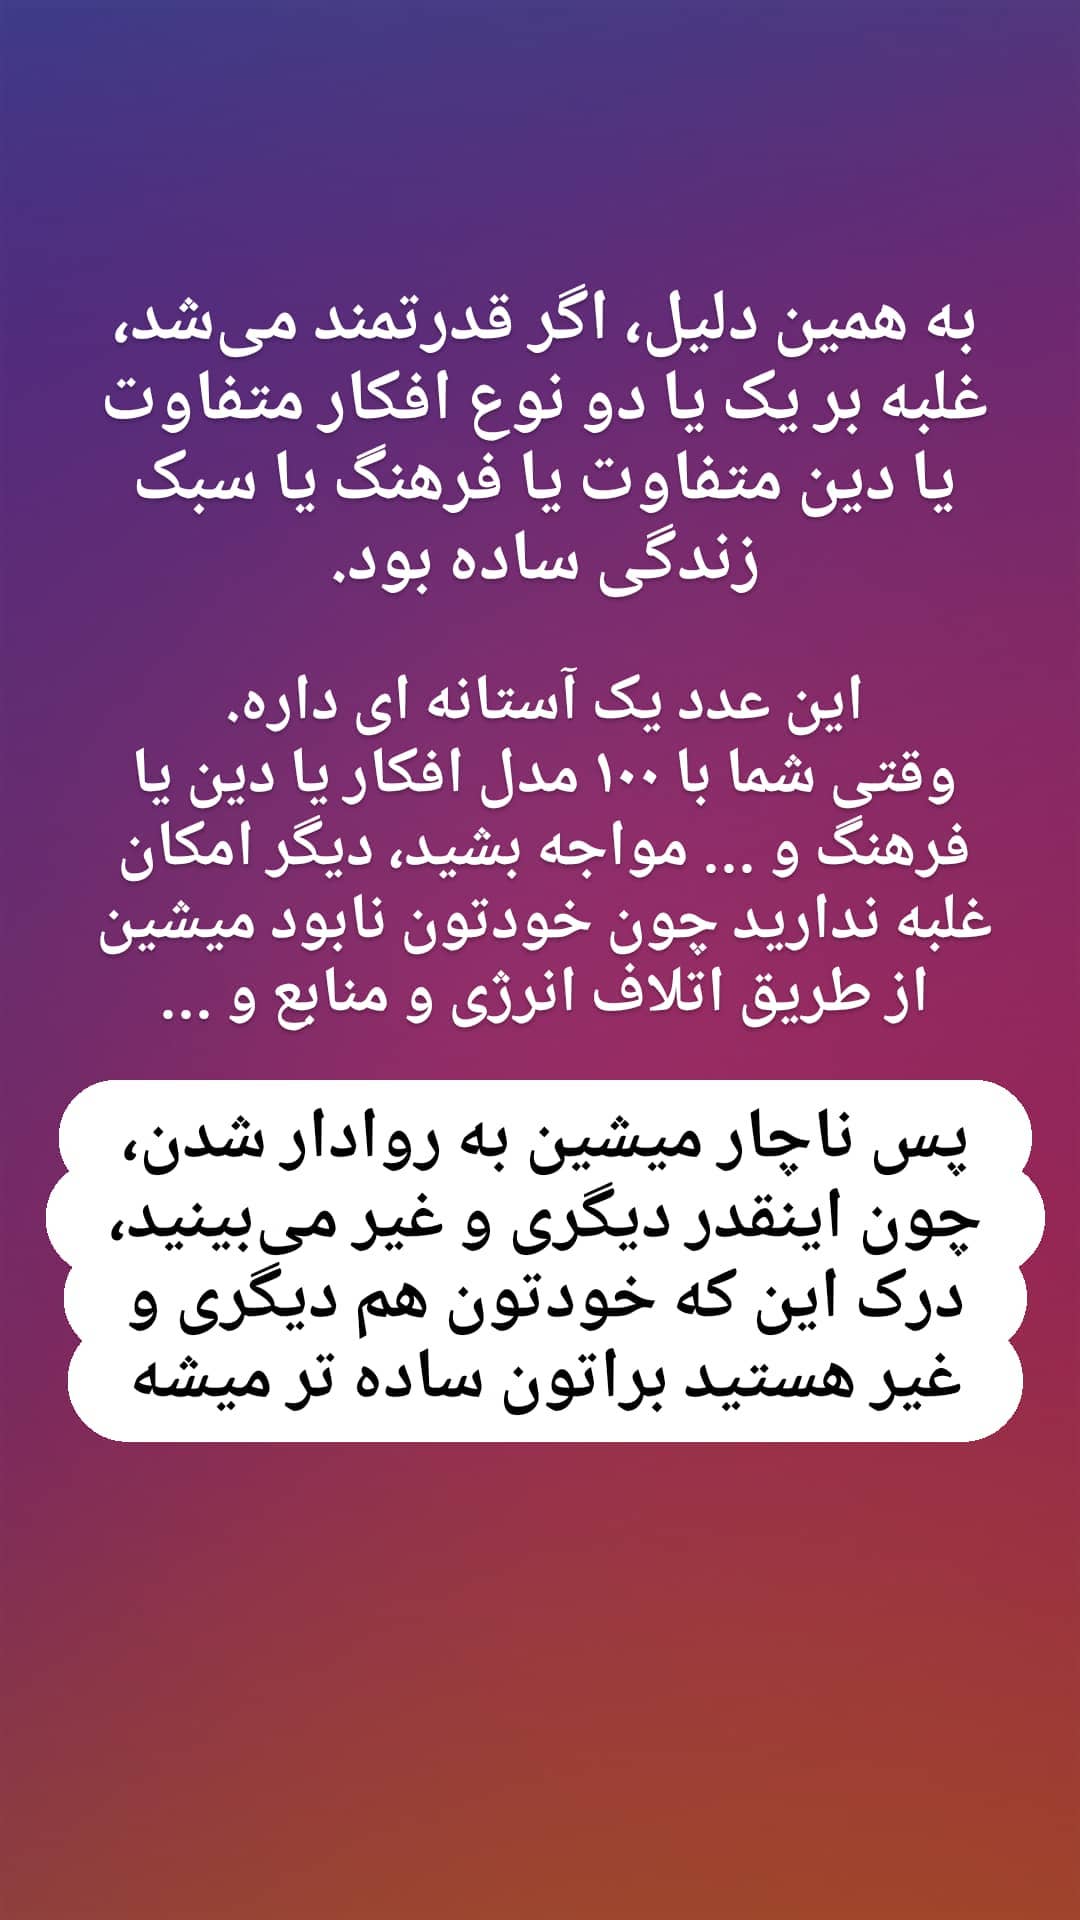 به همین دلیل، اگر قدرتمند می‌شد،
غلبه بر یک یا دو نوع افکار متفاوت
یا دین متفاوت یا فرهنگ یا سبک
زندگی ساده بود.
این عدد یک آستانه ای داره.
وقتی شما با ۱۰۰ مدل افکار یا دین یا
فرهنگ و ... مواجه بشید، دیگر امکان
غلبه ندارید چون خودتون نابود میشین
از طریق اتلاف انرژی و منابع و ...
پس ناچار میشین به روادار شدن،
چون اینقدر دیگری و غیر می‌بینید،
درک این که خودتون هم دیگری و
غیر هستید براتون ساده تر میشه